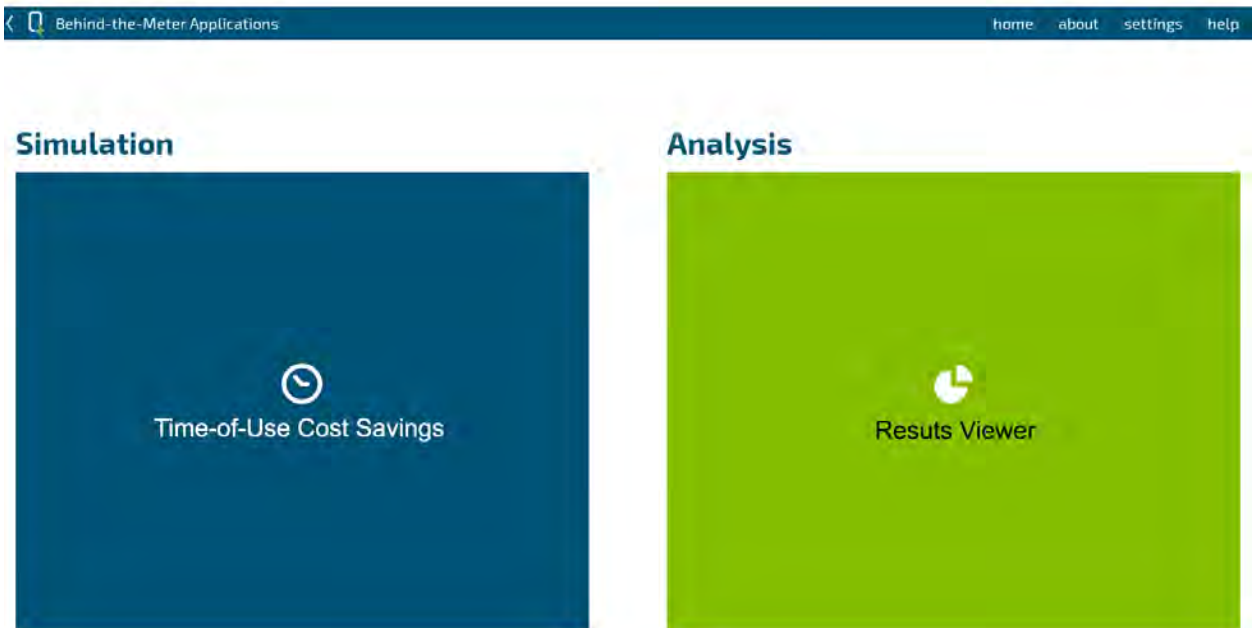 Behind-the-Meter Applications
home about settings help
Simulation
Analysis
Time-of-Use Cost Savings
Resuts Viewer